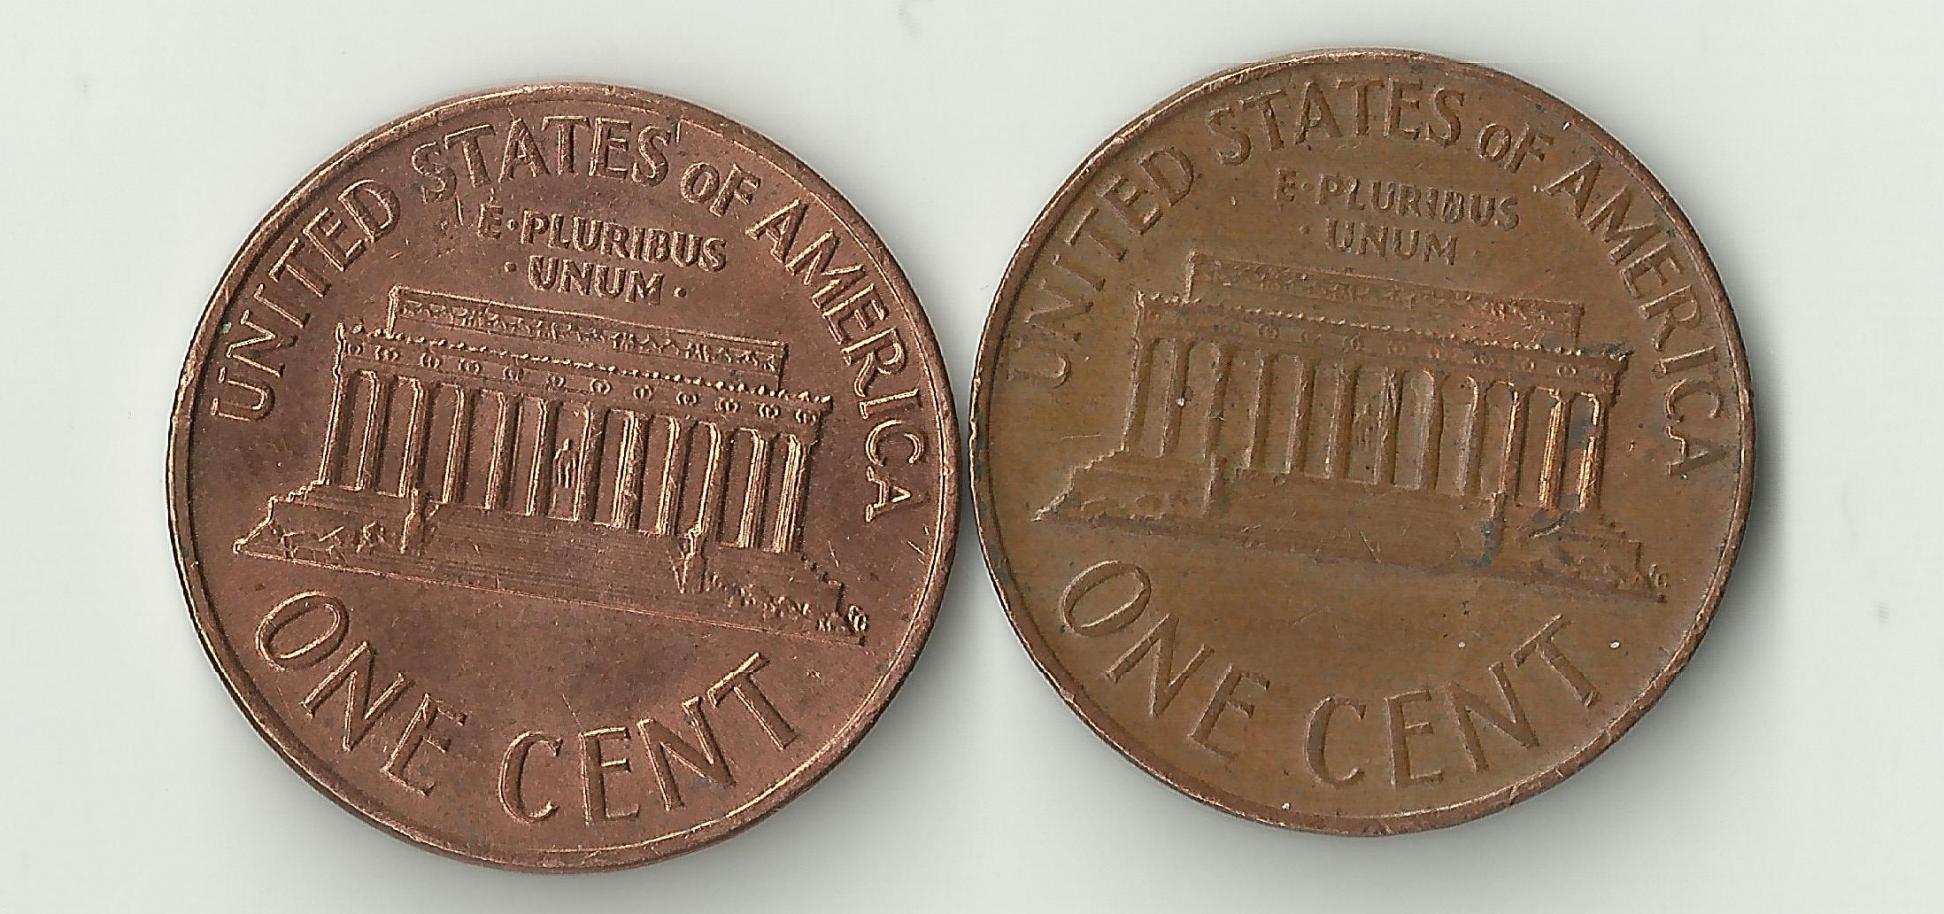 UNITED STATES OF AMERICA
E·PLURIBUS
·UNUM·
ONE CENT
UNITED STATES OF AMERICA
E·PLURIBUS
·UNUM·
ONE CENT